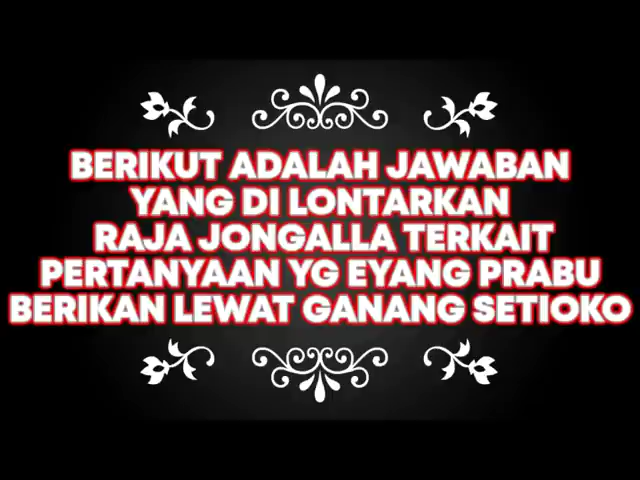 BERIKUT ADALAH JAWABAN
YANG DI LONTARKAN
RAJA JONGALLA TERKAIT
PERTANYAAN YG EYANG PRABU
BERIKAN LEWAT GANANG SETIOKO